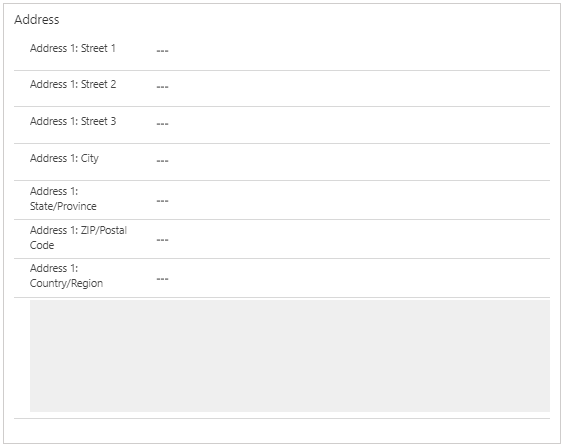 Address
Address 1: Street 1 ---
Address 1: Street 2 ---
Address 1: Street 3 ---
Address 1: City ---
Address 1:
State/Province ---
Address 1: ZIP/Postal
Code ---
Address 1:
Country/Region ---